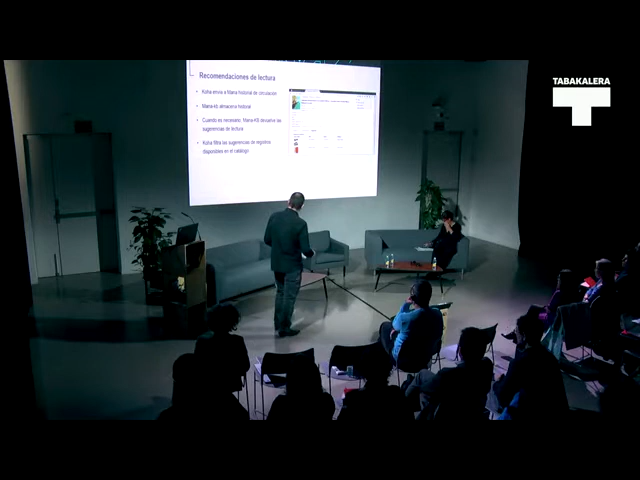 TABAKALERA
Recomendaciones de lectura
• Koha envía a Mana historial de circulación
• Mana-kb almacena historial
• Cuando es necesario, Mana-KB devuelve las
sugerencias de lectura
• Koha filtra las sugerencias de registros
disponibles en el catálogo